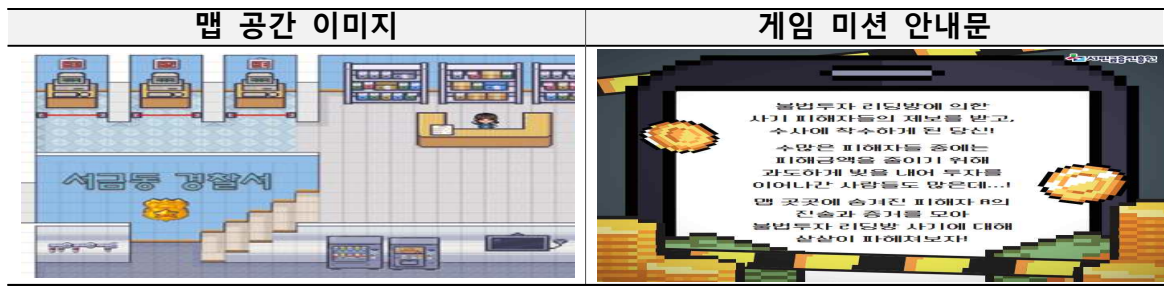 맵 공간 이미지
게임 미션 안내문
서금동 경찰서
서민금융진흥원
불법투자 리딩방에 의한
사기 피해자들의 제보를 받고,
수사에 착수하게 된 당신!
수많은 피해자들 중에는
피해금액을 줄이기 위해
과도하게 빚을 내어 투자를
이어나간 사람들도 많은데...!
맵 곳곳에 숨겨진 피해자 A의
진술과 증거를 모아
불법투자 리딩방 사기에 대해
샅샅이 파헤쳐보자!